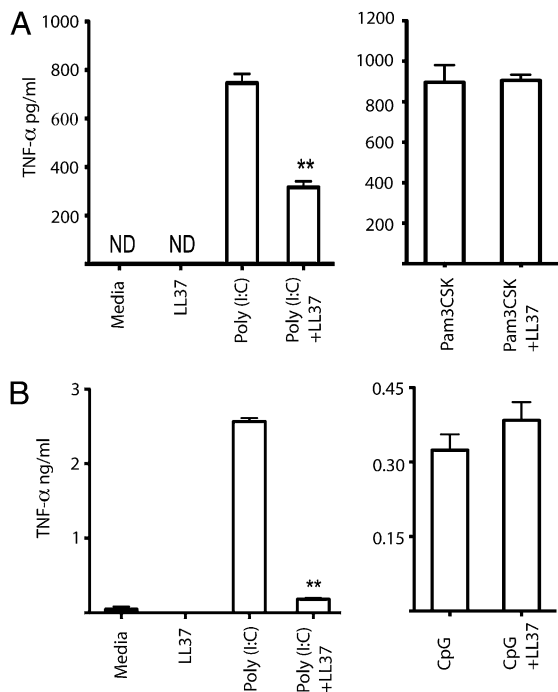 A
TNF-α pg/ml
1000
800
600
400
200
ND
ND
**
Media
LL37
Poly (I:C)
Poly (I:C)
+LL37
1200
1000
800
600
400
200
Pam3CSK
Pam3CSK
+LL37
B
TNF-α ng/ml
3
2
1
**
Media
LL37
Poly (I:C)
Poly (I:C)
+LL37
0.45
0.30
0.15
CpG
CpG
+LL37